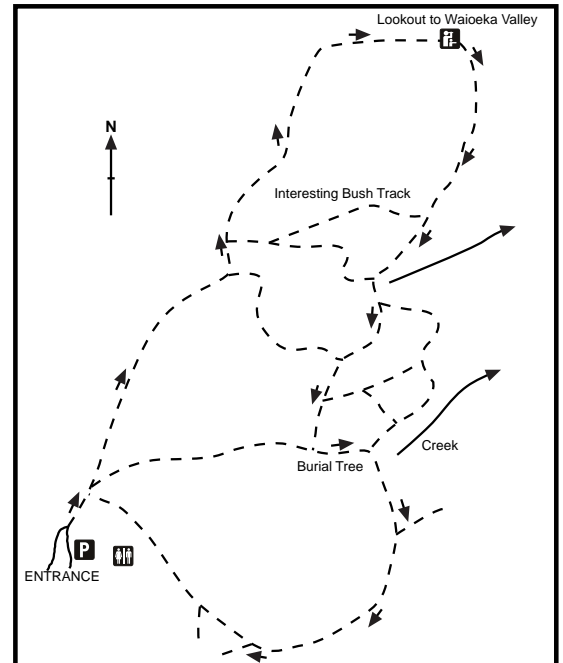 Lookout to Waioeka Valley
N
Interesting Bush Track
Creek
Burial Tree
P
ENTRANCE